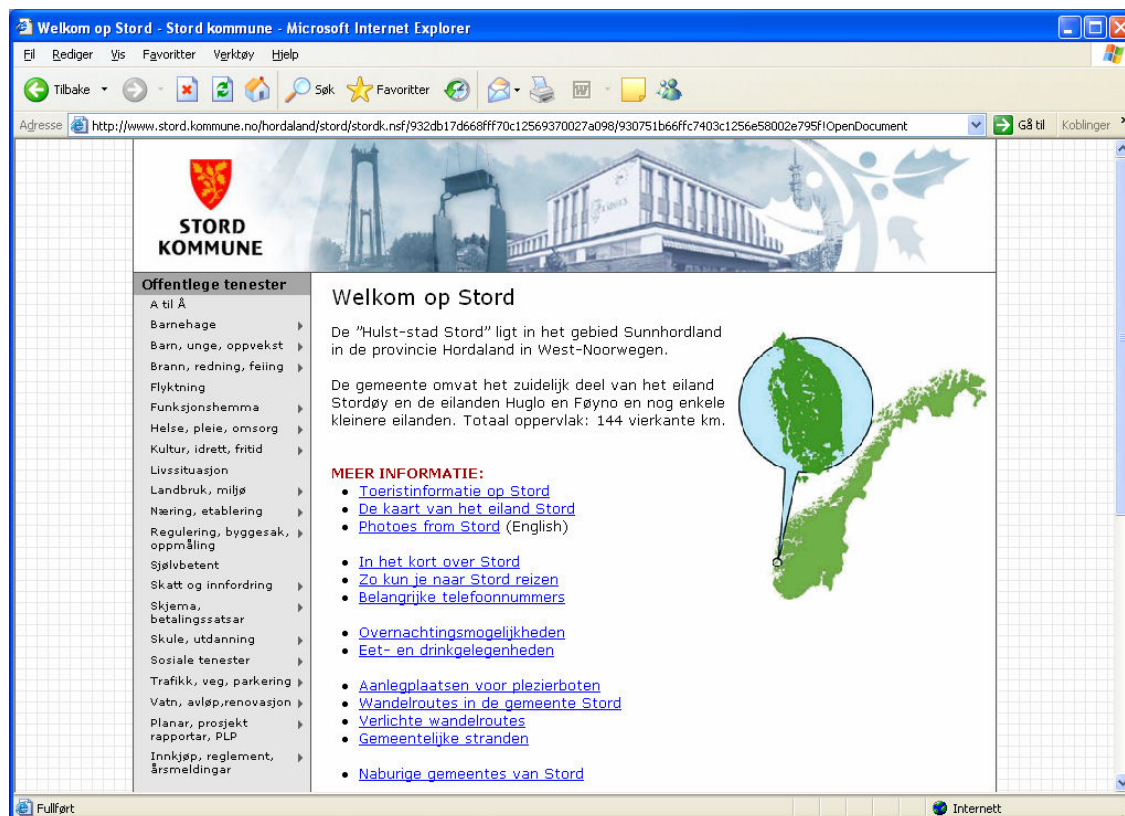 Welkom op Stord - Stord kommune - Microsoft Internet Explorer
Fil Rediger Vis Favoritter Verktøy Hjelp
Tilbake Søk Favoritter
Adresse http://www.stord.kommune.no/hordaland/stord/stordk.nsf/932db17d668fff70c12569370027a098/930751b66ffc7403c1256e58002e795f!OpenDocument Gå til Koblinger
STORD
KOMMUNE
Offentlege tenester
A til Å
Barnehage
Barn, unge, oppvekst
Brann, redning, feiing
Flyktning
Funksjonshemma
Helse, pleie, omsorg
Kultur, idrett, fritid
Livssituasjon
Landbruk, miljø
Næring, etablering
Regulering, byggesak,
oppmåling
Sjølvbetent
Skatt og innfordring
Skjema,
betalingssatsar
Skule, utdanning
Sosiale tenester
Trafikk, veg, parkering
Vatn, avløp,renovasjon
Planar, prosjekt
rapportar, PLP
Innkjøp, reglement,
årsmeldingar
Welkom op Stord
De "Hulst-stad Stord" ligt in het gebied Sunnhordland
in de provincie Hordaland in West-Noorwegen.
De gemeente omvat het zuidelijk deel van het eiland
Stordøy en de eilanden Huglo en Føyno en nog enkele
kleinere eilanden. Totaal oppervlak: 144 vierkante km.
MEER INFORMATIE:
• Toeristinformatie op Stord
• De kaart van het eiland Stord
• Photoes from Stord (English)
• In het kort over Stord
• Zo kun je naar Stord reizen
• Belangrijke telefoonnummers
• Overnachtingsmogelijkheden
• Eet- en drinkgelegenheden
• Aanlegplaatsen voor plezierboten
• Wandelroutes in de gemeente Stord
• Verlichte wandelroutes
• Gemeentelijke stranden
• Naburige gemeentes van Stord
Fullført Internett